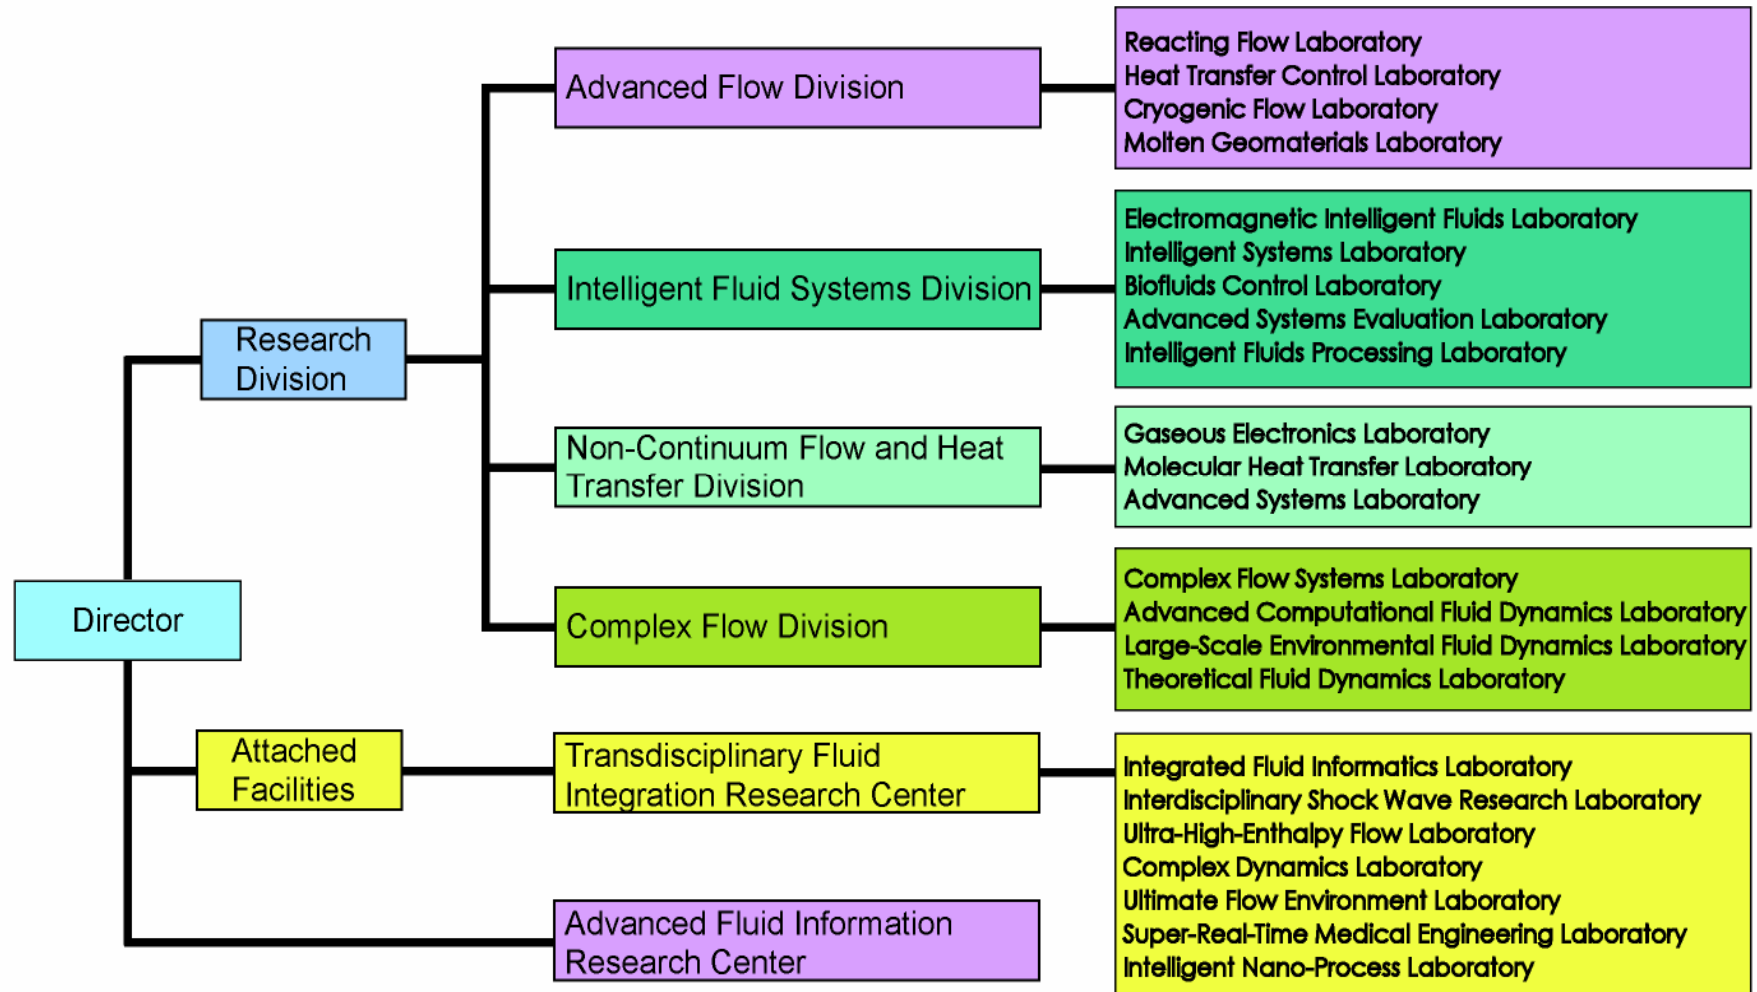 Director
Research
Division
Attached
Facilities
Advanced Flow Division
Intelligent Fluid Systems Division
Non-Continuum Flow and Heat
Transfer Division
Complex Flow Division
Transdisciplinary Fluid
Integration Research Center
Advanced Fluid Information
Research Center
Reacting Flow Laboratory
Heat Transfer Control Laboratory
Cryogenic Flow Laboratory
Molten Geomaterials Laboratory
Electromagnetic Intelligent Fluids Laboratory
Intelligent Systems Laboratory
Biofluids Control Laboratory
Advanced Systems Evaluation Laboratory
Intelligent Fluids Processing Laboratory
Gaseous Electronics Laboratory
Molecular Heat Transfer Laboratory
Advanced Systems Laboratory
Complex Flow Systems Laboratory
Advanced Computational Fluid Dynamics Laboratory
Large-Scale Environmental Fluid Dynamics Laboratory
Theoretical Fluid Dynamics Laboratory
Integrated Fluid Informatics Laboratory
Interdisciplinary Shock Wave Research Laboratory
Ultra-High-Enthalpy Flow Laboratory
Complex Dynamics Laboratory
Ultimate Flow Environment Laboratory
Super-Real-Time Medical Engineering Laboratory
Intelligent Nano-Process Laboratory